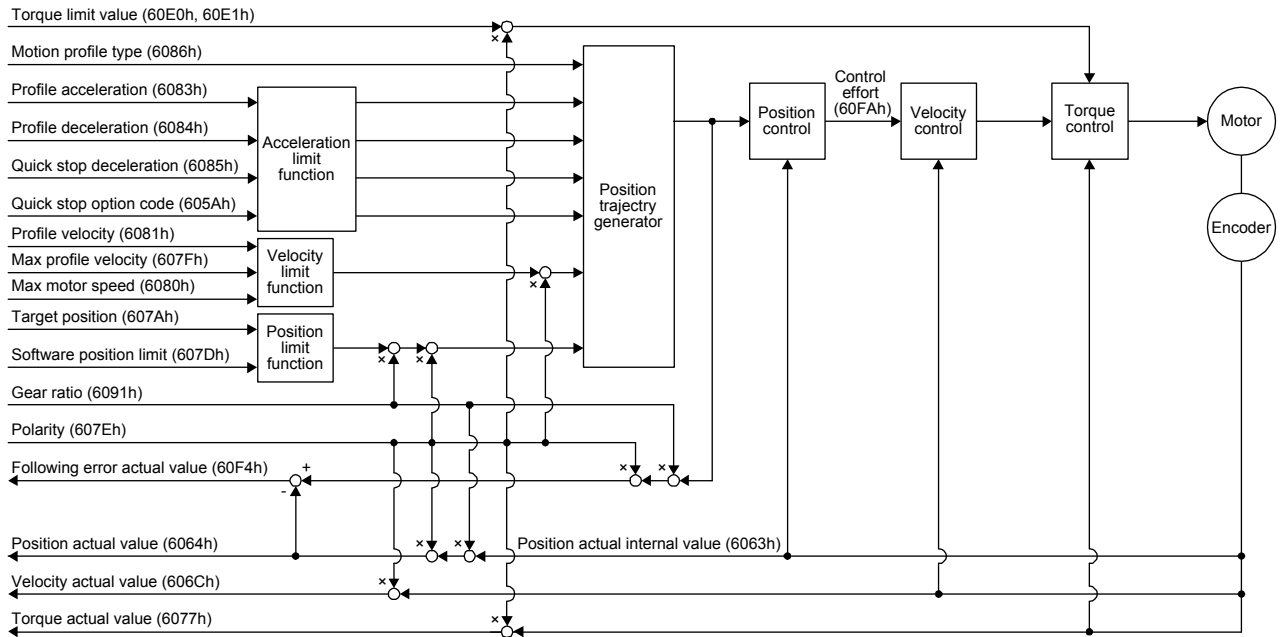 Torque limit value (60E0h, 60E1h)
×
Motion profile type (6086h)
Profile acceleration (6083h)
Profile deceleration (6084h)
Quick stop deceleration (6085h)
Quick stop option code (605Ah)
Acceleration
limit
function
Profile velocity (6081h)
Max profile velocity (607Fh)
Max motor speed (6080h)
Velocity
limit
function
×
Target position (607Ah)
Software position limit (607Dh)
Position
limit
function
×
×
Position
trajectry
generator
Position
control
Control
effort
(60FAh)
Velocity
control
Torque
control
Motor
Encoder
Gear ratio (6091h)
Polarity (607Eh)
Following error actual value (60F4h)
+
-
×
×
Position actual value (6064h)
×
×
Position actual internal value (6063h)
Velocity actual value (606Ch)
×
Torque actual value (6077h)
×